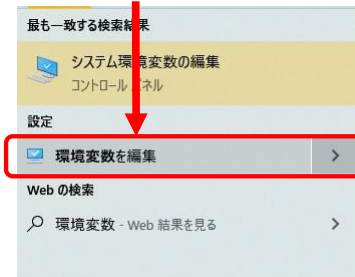 最も一致する検索結果
システム環境変数の編集
コントロール パネル
設定
環境変数を編集
Web の検索
環境変数 - Web 結果を見る